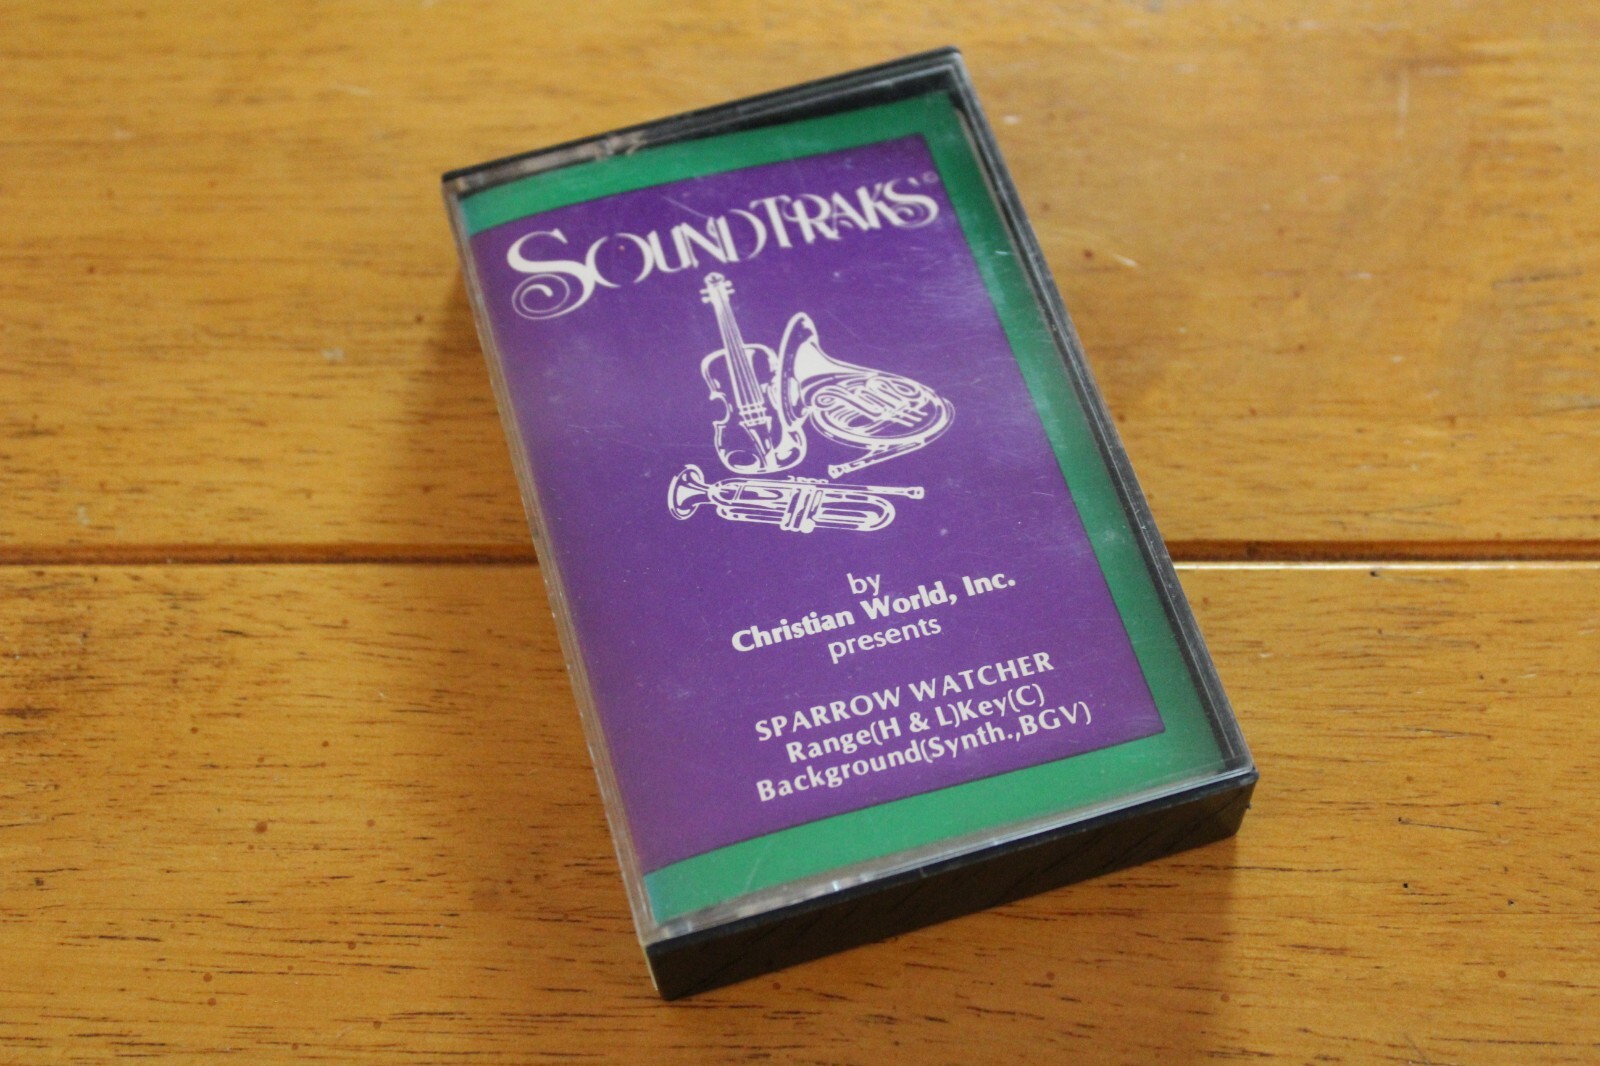 SOUNDTRAKS©
by
Christian World, Inc.
presents
SPARROW WATCHER
Range(H & L)Key(C)
Background(Synth.,BGV)